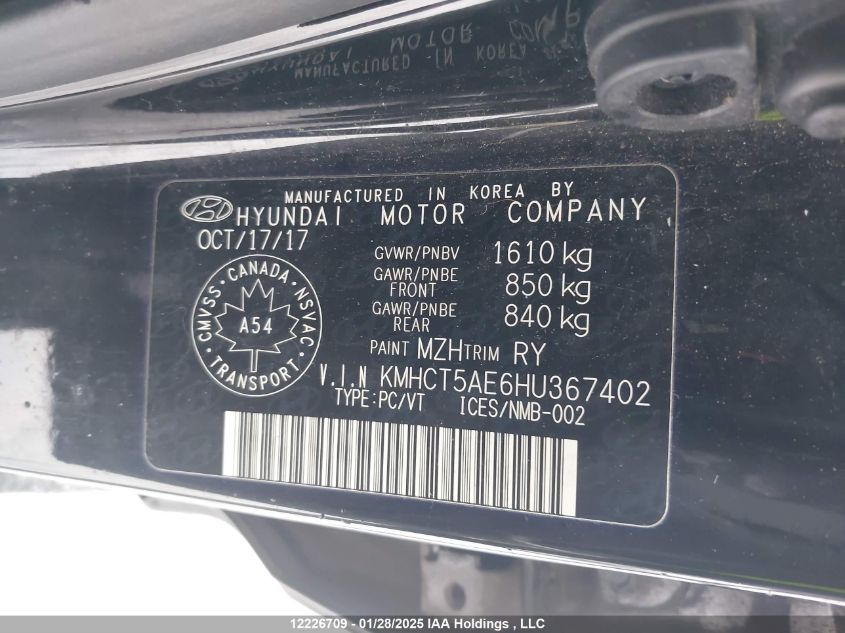 MANUFACTURED IN KOREA BY
HYUNDAI MOTOR COMPANY
OCT/17/17
GVWR/PNBV 1610 kg
GAWR/PNBE FRONT 850 kg
GAWR/PNBE REAR 840 kg
CANADA
CMVSS NSVAC
A54
TRANSPORT
PAINT MZH TRIM RY
V.I.N KMHCT5AE6HU367402
TYPE:PC/VT ICES/NMB-002
12226709 - 01/28/2025 IAA Holdings , LLC